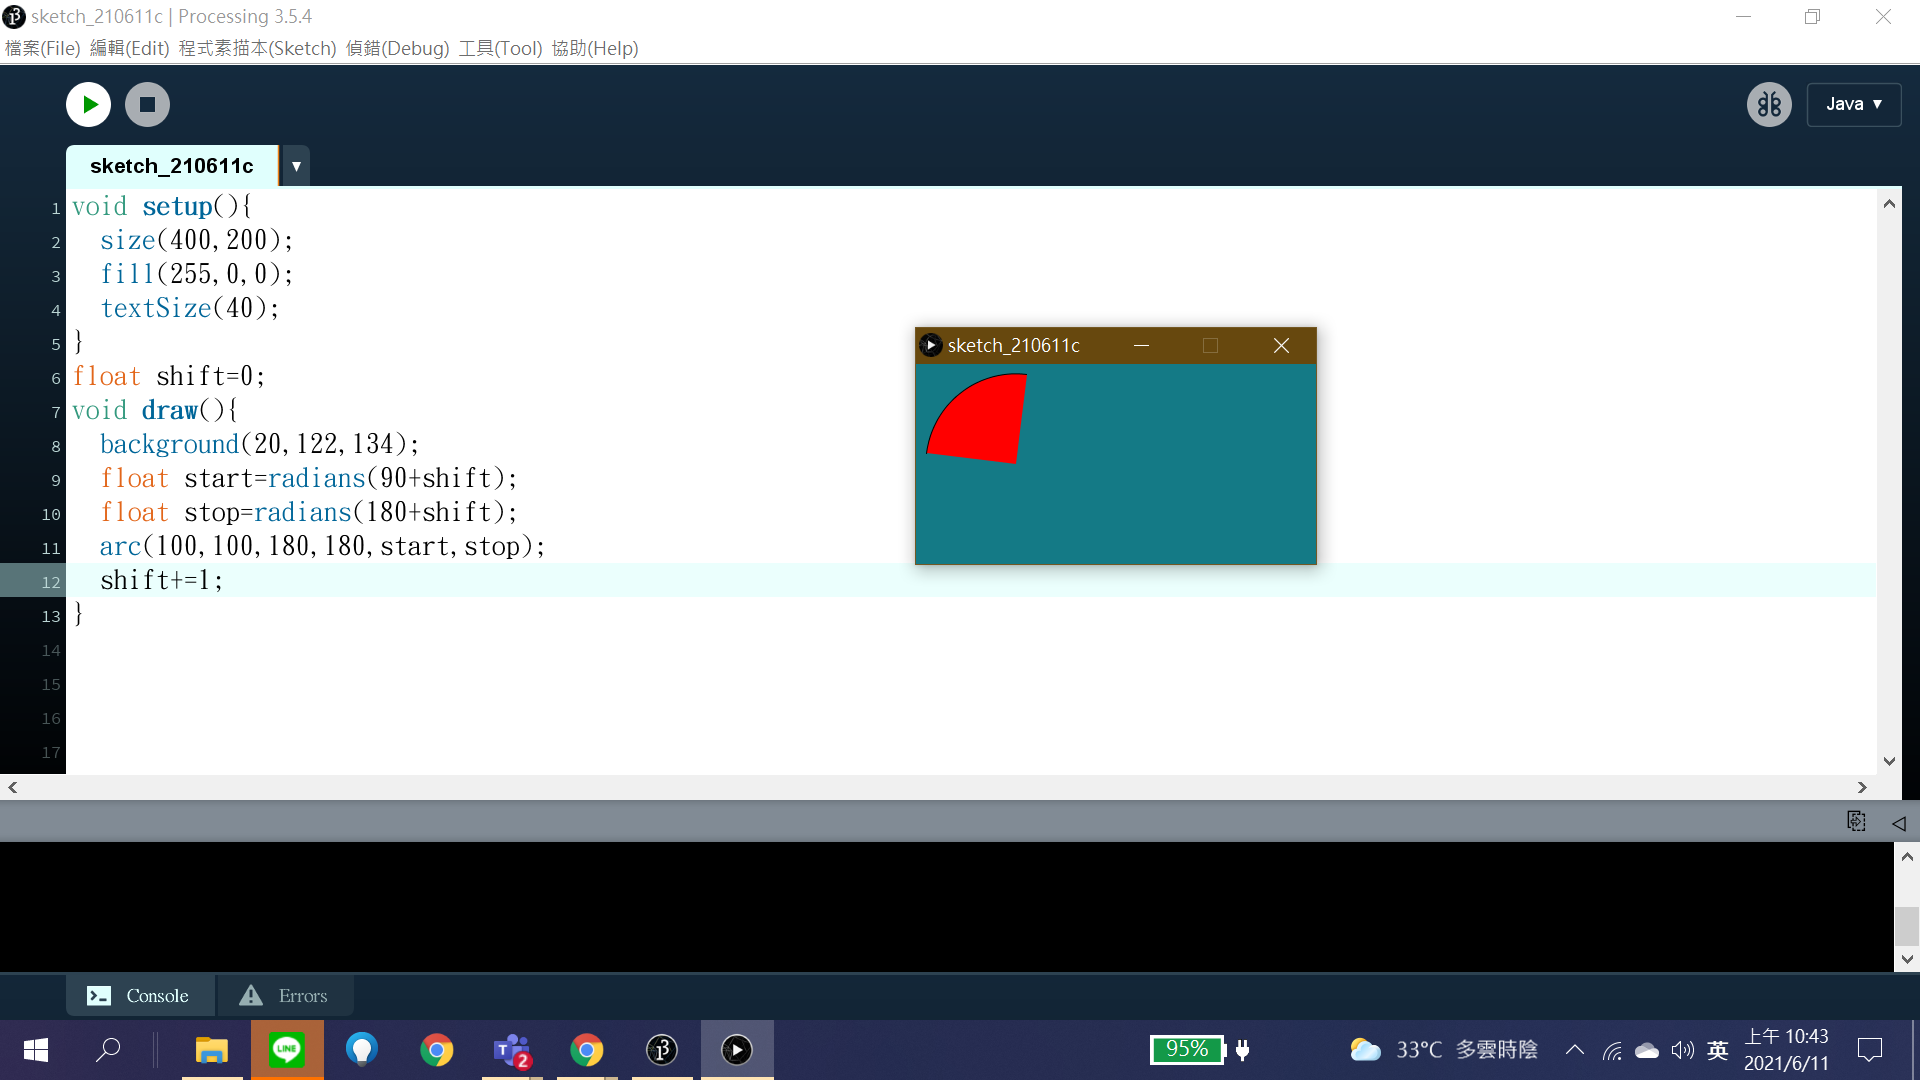 sketch_210611c | Processing 3.5.4
檔案(File) 編輯(Edit) 程式素描本(Sketch) 偵錯(Debug) 工具(Tool) 協助(Help)
Java ▼
sketch_210611c ▼
1 void setup(){
2 size(400,200);
3 fill(255,0,0);
4 textSize(40);
5 }
6 float shift=0;
7 void draw(){
8 background(20,122,134);
9 float start=radians(90+shift);
10 float stop=radians(180+shift);
11 arc(100,100,180,180,start,stop);
12 shift+=1;
13 }
14
15
16
17
sketch_210611c
Console Errors
LINE
T 2
95%
33°C 多雲時陰
英
上午 10:43
2021/6/11